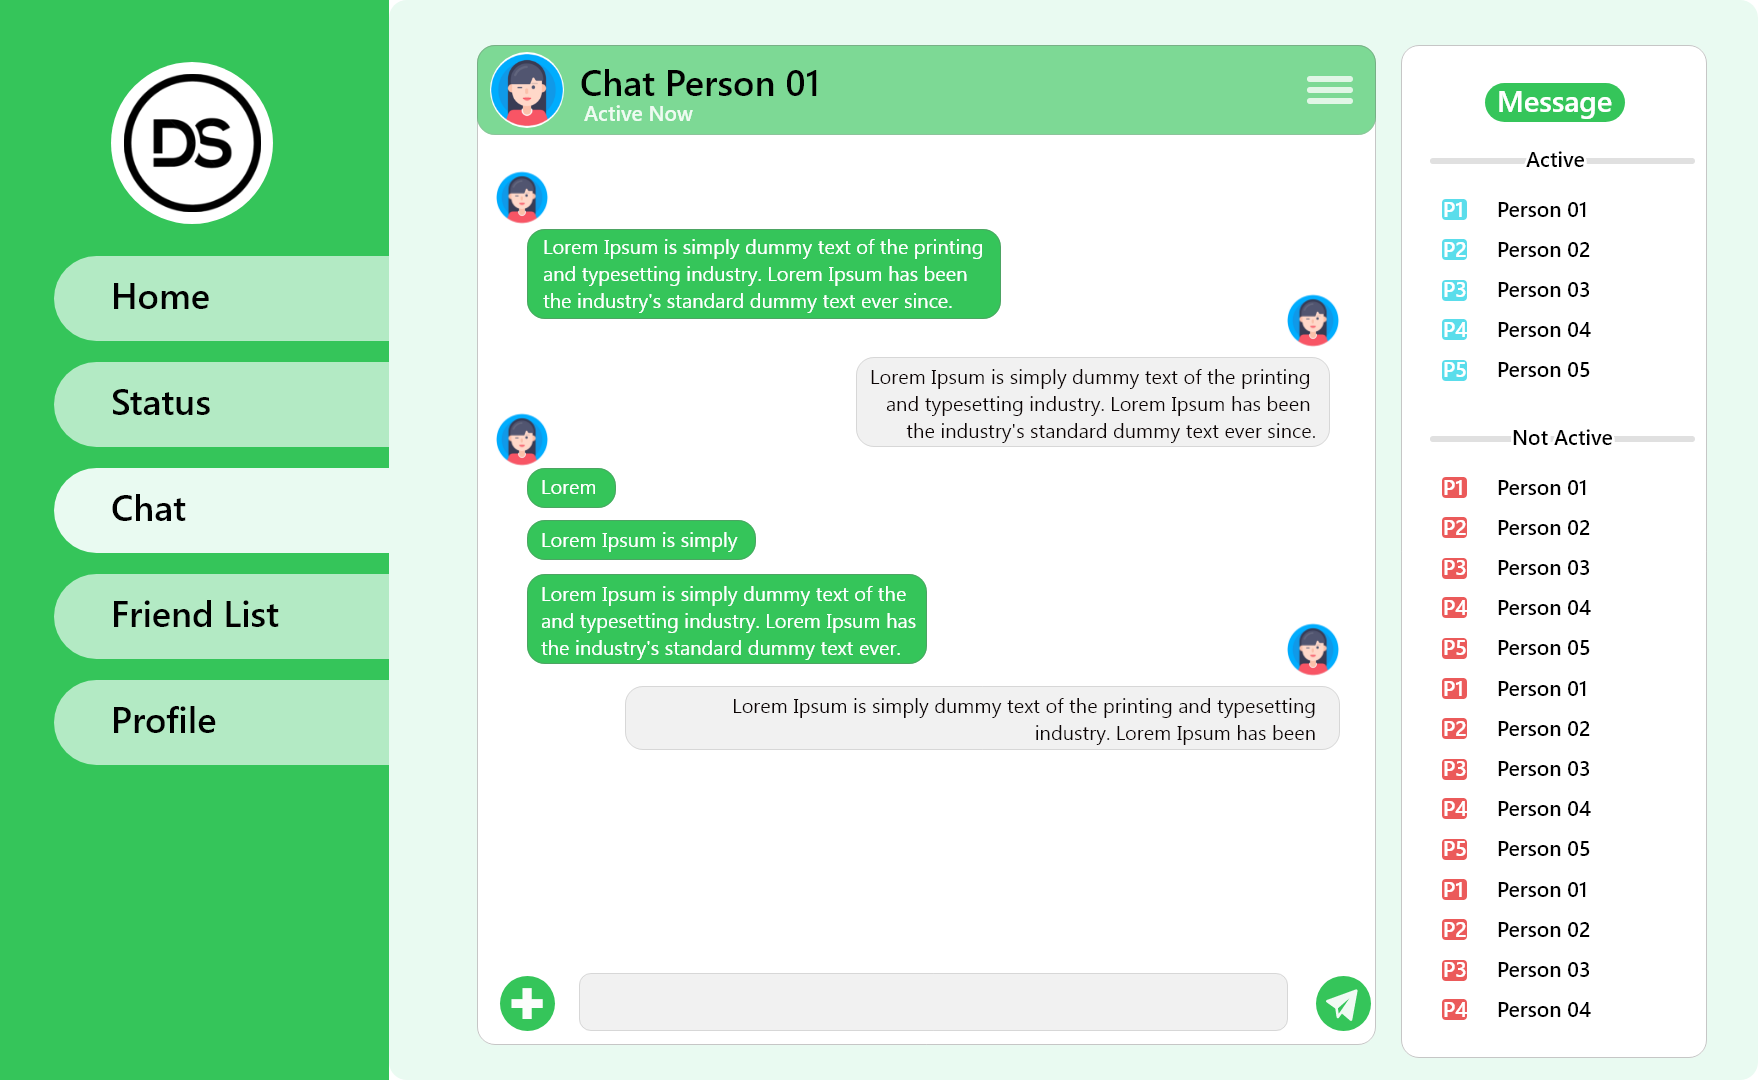 DS
Home
Status
Chat
Friend List
Profile
Chat Person 01
Active Now
Lorem Ipsum is simply dummy text of the printing
and typesetting industry. Lorem Ipsum has been
the industry's standard dummy text ever since.
Lorem Ipsum is simply dummy text of the printing
and typesetting industry. Lorem Ipsum has been
the industry's standard dummy text ever since.
Lorem
Lorem Ipsum is simply
Lorem Ipsum is simply dummy text of the
and typesetting industry. Lorem Ipsum has
the industry's standard dummy text ever.
Lorem Ipsum is simply dummy text of the printing and typesetting
industry. Lorem Ipsum has been
Message
Active
P1 Person 01
P2 Person 02
P3 Person 03
P4 Person 04
P5 Person 05
Not Active
P1 Person 01
P2 Person 02
P3 Person 03
P4 Person 04
P5 Person 05
P1 Person 01
P2 Person 02
P3 Person 03
P4 Person 04
P5 Person 05
P1 Person 01
P2 Person 02
P3 Person 03
P4 Person 04